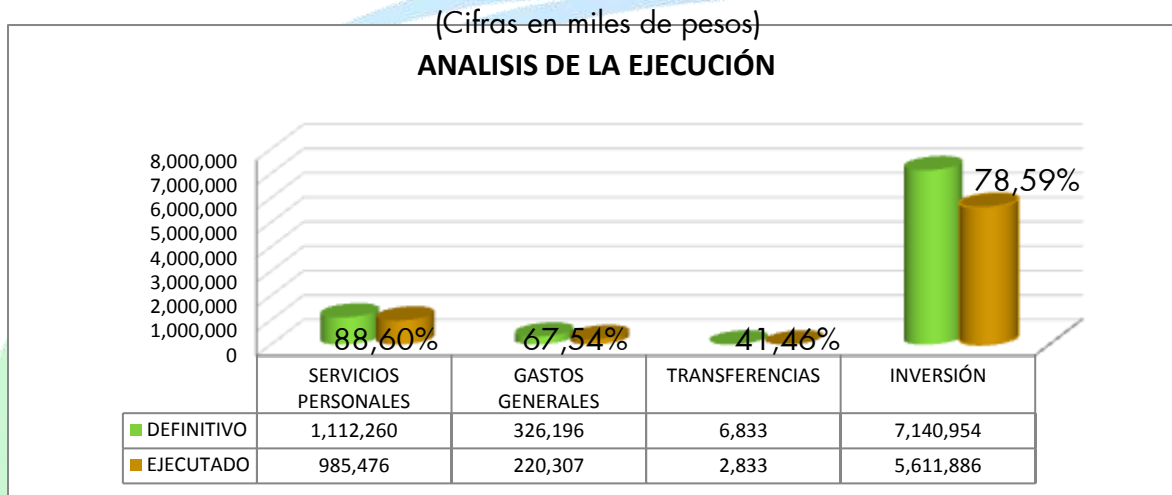 (Cifras en miles de pesos)
ANALISIS DE LA EJECUCIÓN
8,000,000
7,000,000
6,000,000
5,000,000
4,000,000
3,000,000
2,000,000
1,000,000
0
88,60%
67,54%
41,46%
78,59%
SERVICIOS PERSONALES GASTOS GENERALES TRANSFERENCIAS INVERSIÓN
DEFINITIVO 1,112,260 326,196 6,833 7,140,954
EJECUTADO 985,476 220,307 2,833 5,611,886